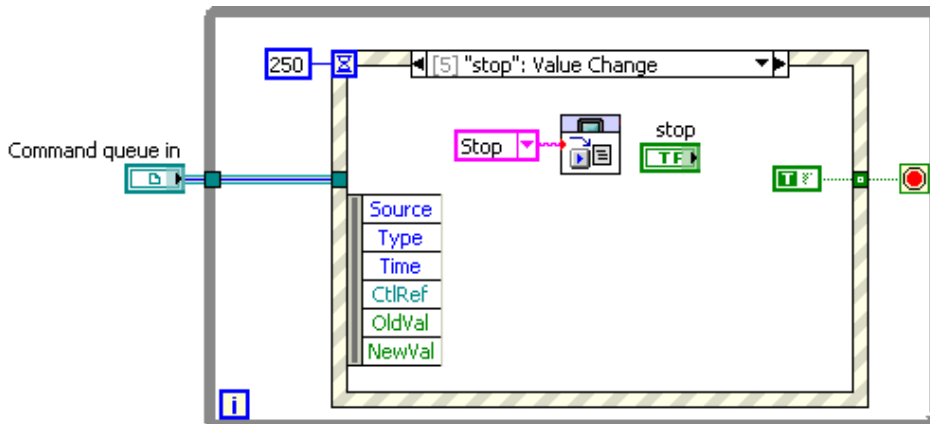 250
[5] "stop": Value Change
Command queue in
Stop
stop
TF
T
Source
Type
Time
CtlRef
OldVal
NewVal
i